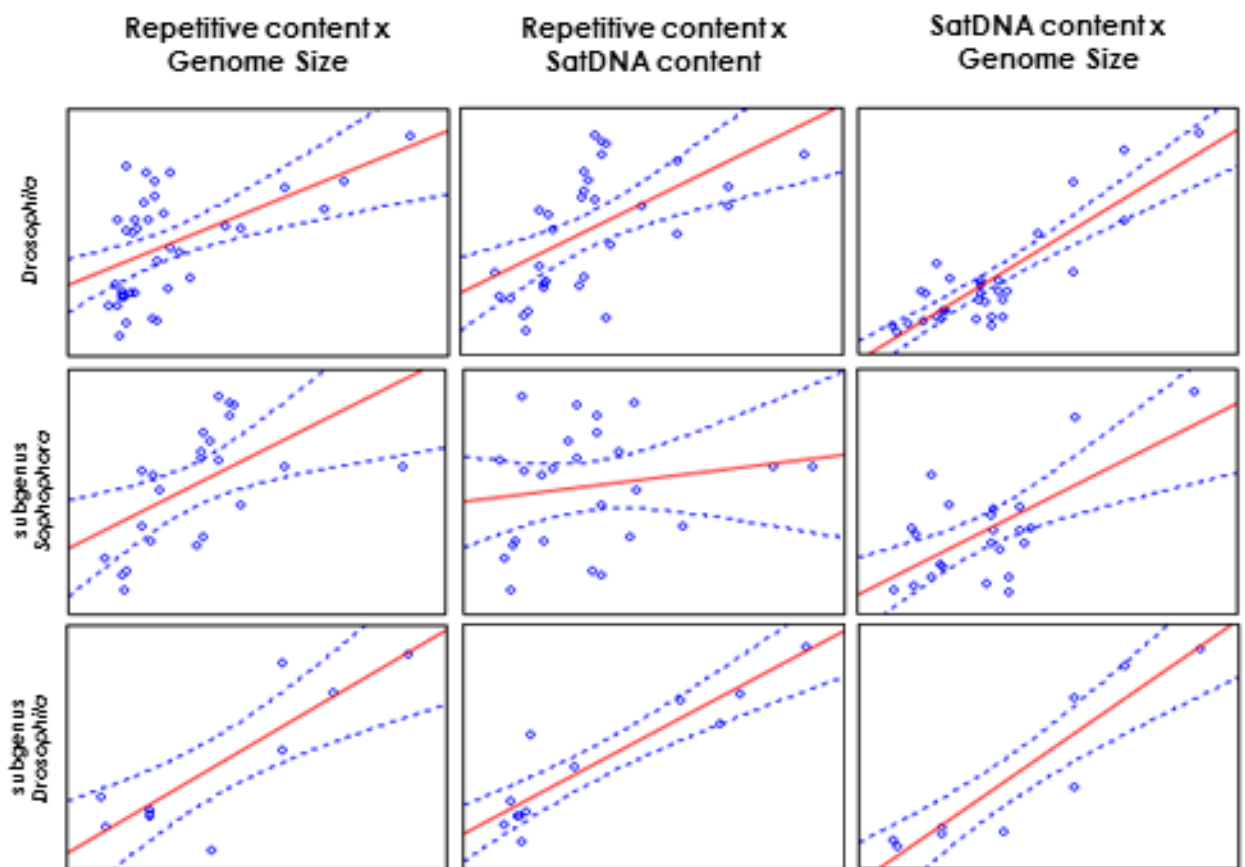 Repetitive content x
Genome Size
Repetitive content x
SatDNA content
SatDNA content x
Genome Size
Drosophila
subgenus
Sophophora
subgenus
Drosophila